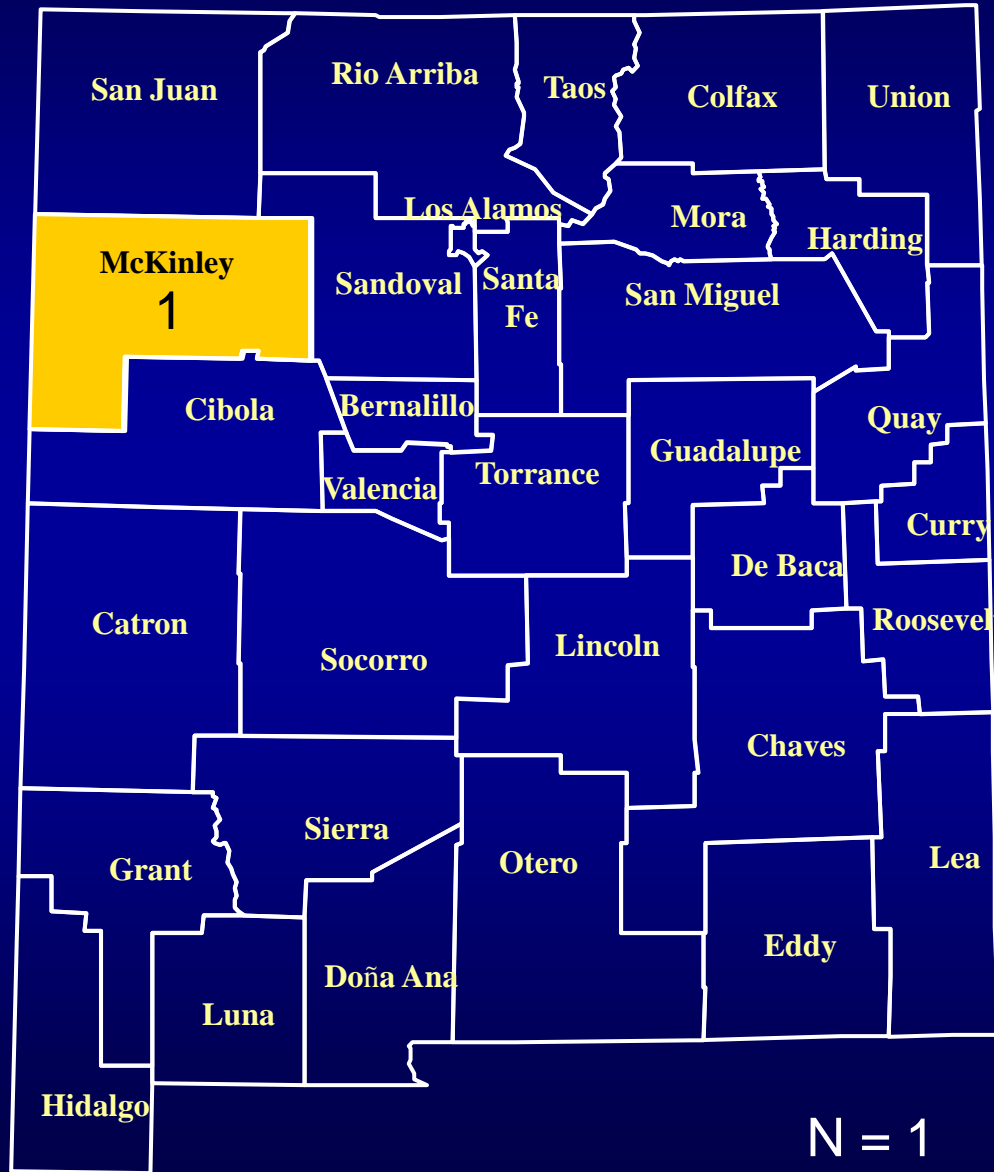 San Juan
Rio Arriba
Taos
Colfax
Union
Los Alamos
Mora
Harding
McKinley
1
Sandoval
Santa
Fe
San Miguel
Cibola
Bernalillo
Quay
Guadalupe
Valencia
Torrance
Curry
De Baca
Catron
Roosevel
Socorro
Lincoln
Chaves
Sierra
Grant
Otero
Lea
Eddy
Doña Ana
Luna
Hidalgo
N = 1